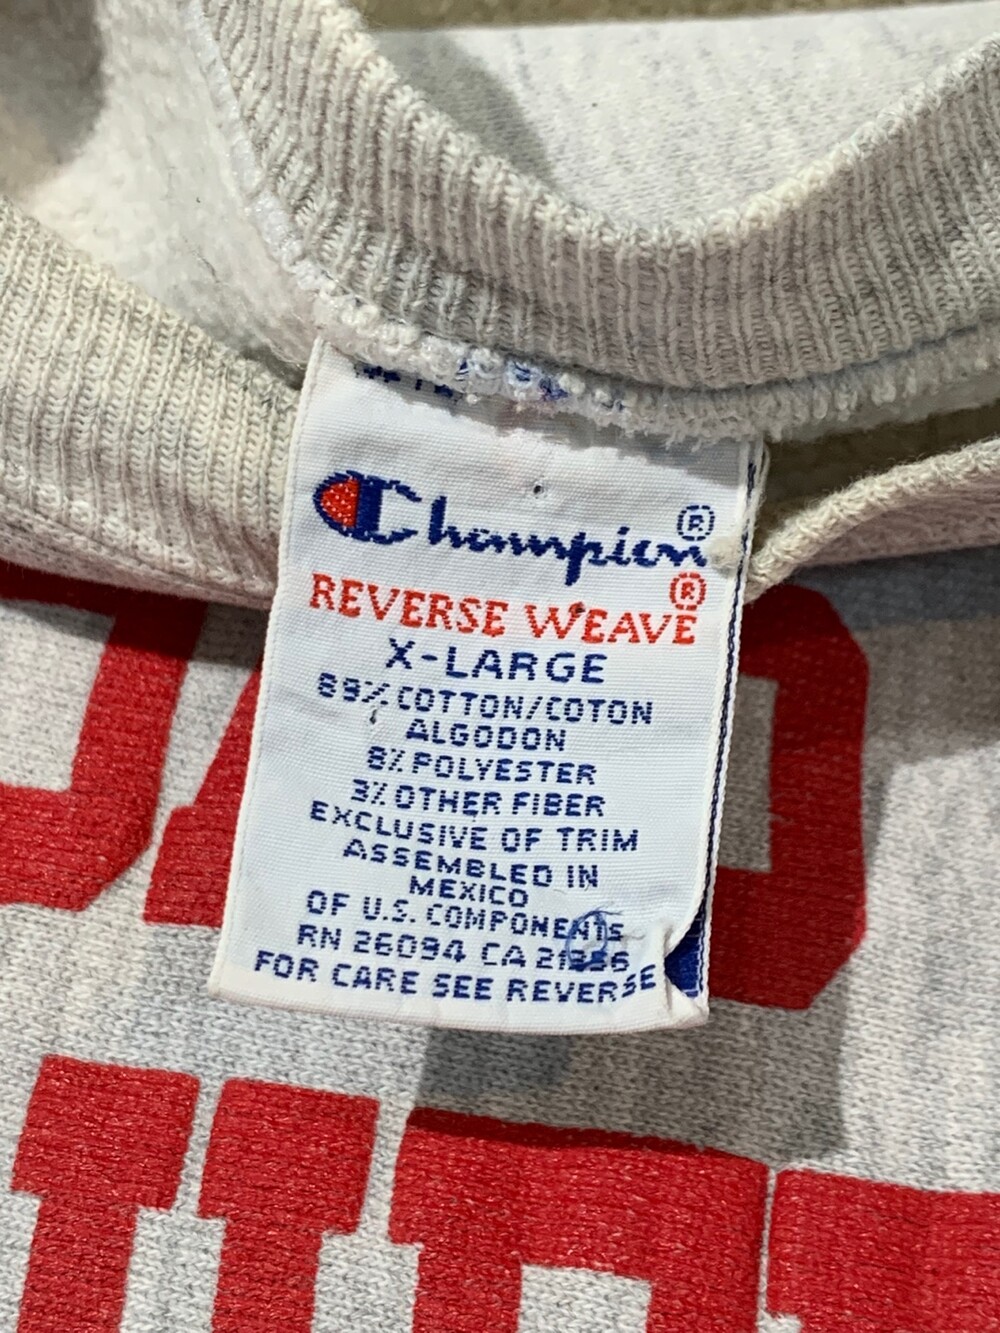 Champion®
REVERSE WEAVE®
X-LARGE
89% COTTON/COTON
ALGODON
8% POLYESTER
3% OTHER FIBER
EXCLUSIVE OF TRIM
ASSEMBLED IN
MEXICO
OF U.S. COMPONENTS
RN 26094 CA
FOR CARE SEE REVERSE